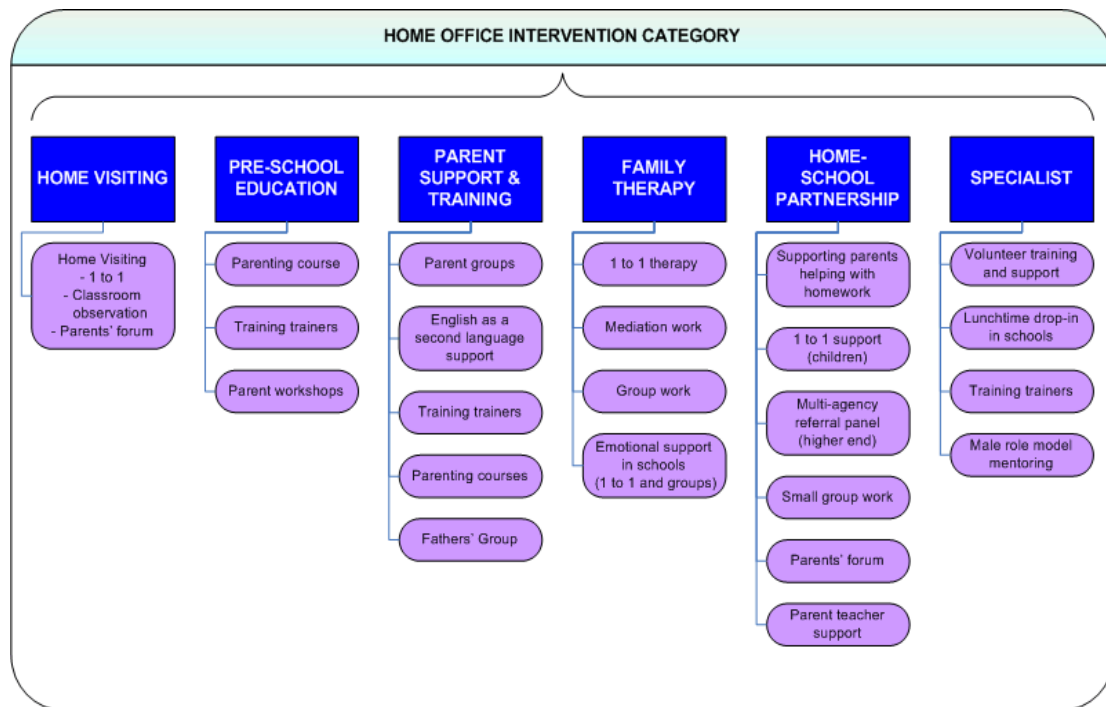 HOME OFFICE INTERVENTION CATEGORY
HOME VISITING
Home Visiting
- 1 to 1
- Classroom
observation
- Parents' forum
PRE-SCHOOL
EDUCATION
Parenting course
Training trainers
Parent workshops
PARENT
SUPPORT &
TRAINING
Parent groups
English as a
second language
support
Training trainers
Parenting courses
Fathers' Group
FAMILY
THERAPY
1 to 1 therapy
Mediation work
Group work
Emotional support
in schools
(1 to 1 and groups)
HOME-
SCHOOL
PARTNERSHIP
Supporting parents
helping with
homework
1 to 1 support
(children)
Multi-agency
referral panel
(higher end)
Small group work
Parents' forum
Parent teacher
support
SPECIALIST
Volunteer training
and support
Lunchtime drop-in
in schools
Training trainers
Male role model
mentoring